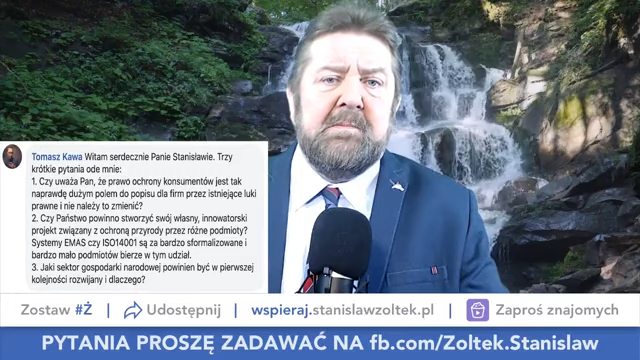 Tomasz Kawa Witam serdecznie Panie Stanisławie. Trzy
krótkie pytania ode mnie:
1. Czy uważa Pan, że prawo ochrony konsumentów jest tak
naprawdę dużym polem do popisu dla firm przez istniejące luki
prawne i nie należy to zmienić?
2. Czy Państwo powinno stworzyć swój własny, innowatorski
projekt związany z ochroną przyrody przez różne podmioty?
Systemy EMAS czy ISO14001 są za bardzo sformalizowane i
bardzo mało podmiotów bierze w tym udział.
3. Jaki sektor gospodarki narodowej powinien być w pierwszej
kolejności rozwijany i dlaczego?
Zostaw #Ż | Udostępnij | wspieraj.stanislawzoltek.pl | Zaproś znajomych
PYTANIA PROSZĘ ZADAWAĆ NA fb.com/Zoltek.Stanislaw